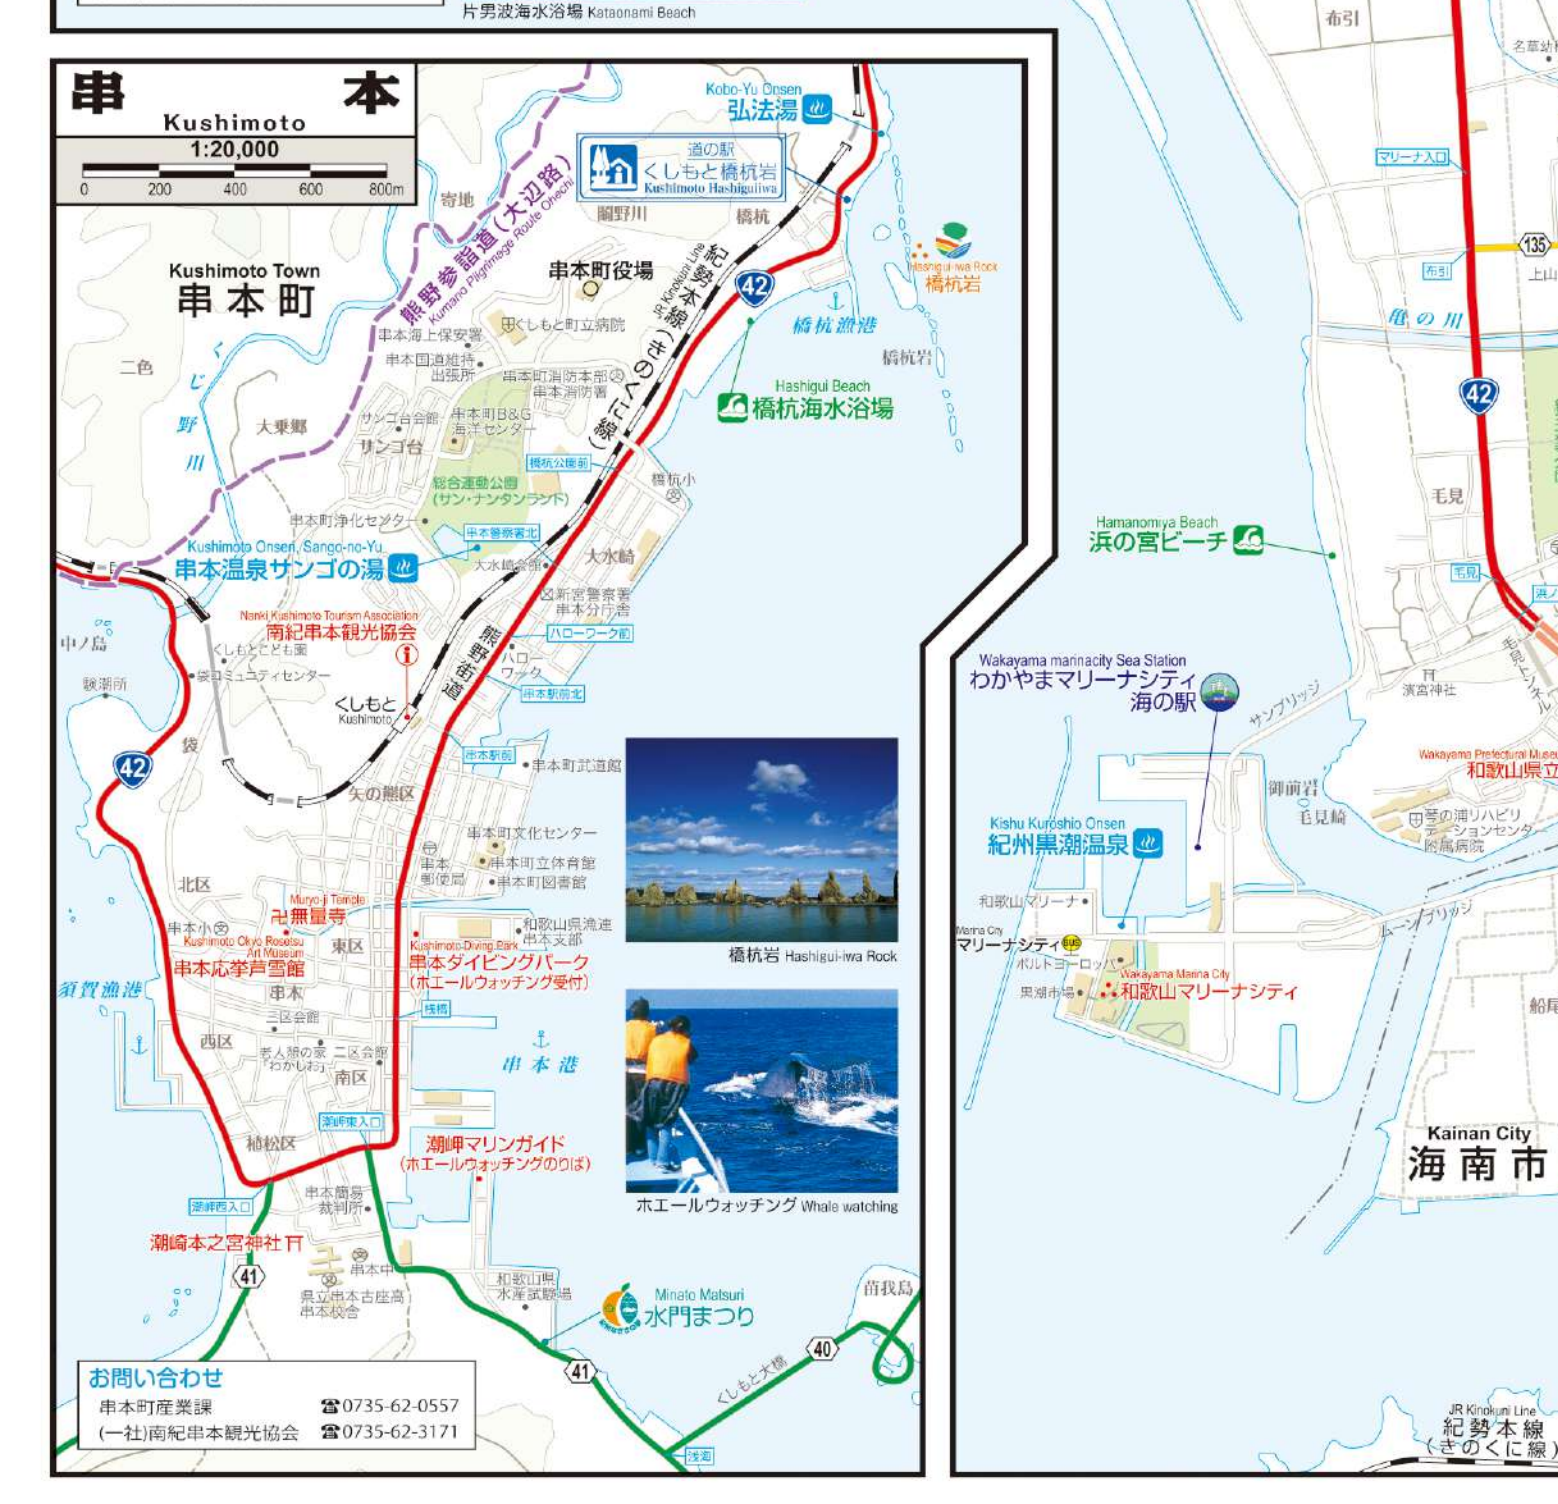 片男波海水浴場 Kataonami Beach
串本
Kushimoto
1:20,000
0 200 400 600 800m
Kushimoto Town
串本町
二色
くじ野川
大乗郷
寄地
熊野参詣道(大辺路)
Kumano Pilgrimage Route Ohechi
Kobo-Yu Onsen
弘法湯
道の駅
くしもと橋杭岩
Kushimoto Hashiguiiwa
鬮野川
橋杭
串本町役場
JR Kinokuni Line
紀勢本線(きのくに線)
42
Hashigui-iwa Rock
橋杭岩
橋杭漁港
橋杭岩
くしもと町立病院
串本海上保安署
串本国道維持
出張所
串本町消防本部
串本消防署
サンゴ台会館
サンゴ台
串本町B&G
海洋センター
Hashigui Beach
橋杭海水浴場
橋杭公園前
橋杭小
総合運動公園
(サン・ナンタンランド)
串本町浄化センター
串本警察署北
Kushimoto Onsen, Sango-no-Yu
串本温泉サンゴの湯
大水崎会館
大水崎
新宮警察署
串本分庁舎
Nanki Kushimoto Tourism Association
南紀串本観光協会
ハローワーク前
熊野街道
ハロー
ワーク
中ノ島
くしもとこども園
袋コミュニティセンター
験潮所
串本駅前北
くしもと
Kushimoto
袋
串本駅前
串本町武道館
42
矢の熊区
串本町文化センター
串本
郵便局
串本町立体育館
串本町図書館
北区
Muryo-ji Temple
卍無量寺
串本小
Kushimoto Okyo Rosetsu
Art Museum
串本応挙芦雪館
東区
和歌山県漁連
串本支部
Kushimoto Diving Park
串本ダイビングパーク
(ホエールウォッチング受付)
橋杭岩 Hashigui-iwa Rock
須賀漁港
串本
桟橋
三区会館
西区
老人憩の家
「わかしお」
二区会館
南区
串本港
潮岬東入口
植松区
潮岬マリンガイド
(ホエールウォッチングのりば)
ホエールウォッチング Whale watching
潮岬西入口
串本簡易
裁判所
潮崎本之宮神社
41
串本中
県立串本古座高
串本校舎
和歌山県
水産試験場
Minato Matsuri
水門まつり
苗我島
40
くしもと大橋
41
浅海
お問い合わせ
串本町産業課 ☎0735-62-0557
(一社)南紀串本観光協会 ☎0735-62-3171
布引
マリーナ入口
135
布引
上山
亀の川
42
毛見
Hamanomiya Beach
浜の宮ビーチ
毛見
毛見トンネル
濱宮神社
Wakayama marinacity Sea Station
わかやまマリーナシティ
海の駅
サンブリッジ
Wakayama Prefectural Muse
和歌山県立
御前岩
毛見崎
琴の浦リハビリ
テーションセンター
附属病院
Kishu Kuroshio Onsen
紀州黒潮温泉
和歌山マリーナ
ムーンブリッジ
Marina City
マリーナシティ
BUS
ポルトヨーロッパ
Wakayama Marina City
和歌山マリーナシティ
黒潮市場
船尾
Kainan City
海南市
JR Kinokuni Line
紀勢本線
(きのくに線)